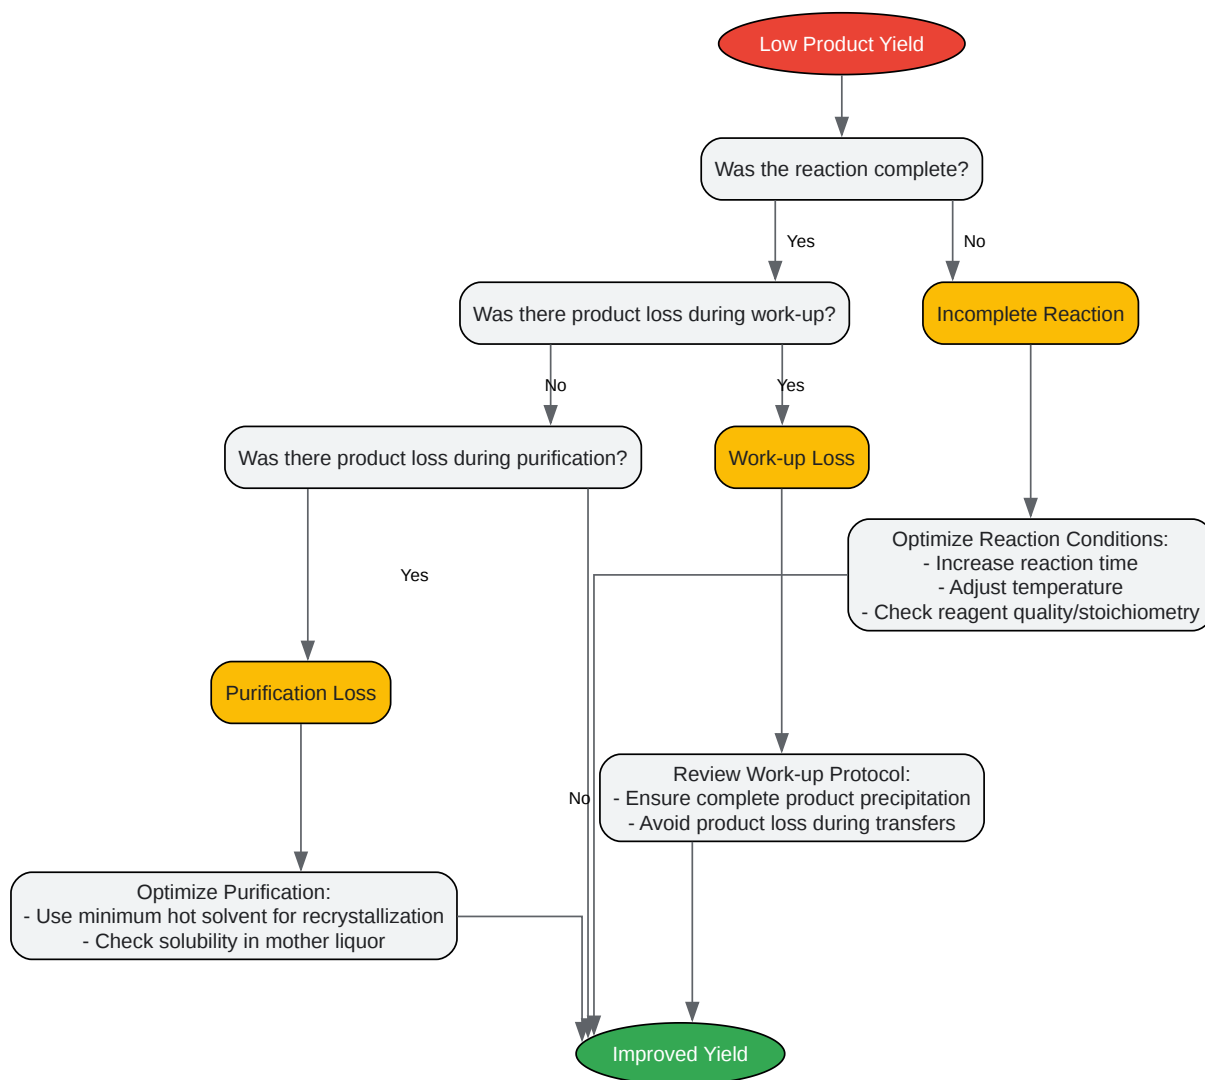 Low Product Yield
Was the reaction complete?
Yes
No
Was there product loss during work-up?
Incomplete Reaction
No
Yes
Was there product loss during purification?
Work-up Loss
Optimize Reaction Conditions:
- Increase reaction time
- Adjust temperature
- Check reagent quality/stoichiometry
Yes
Purification Loss
Review Work-up Protocol:
- Ensure complete product precipitation
- Avoid product loss during transfers
No
Optimize Purification:
- Use minimum hot solvent for recrystallization
- Check solubility in mother liquor
Improved Yield